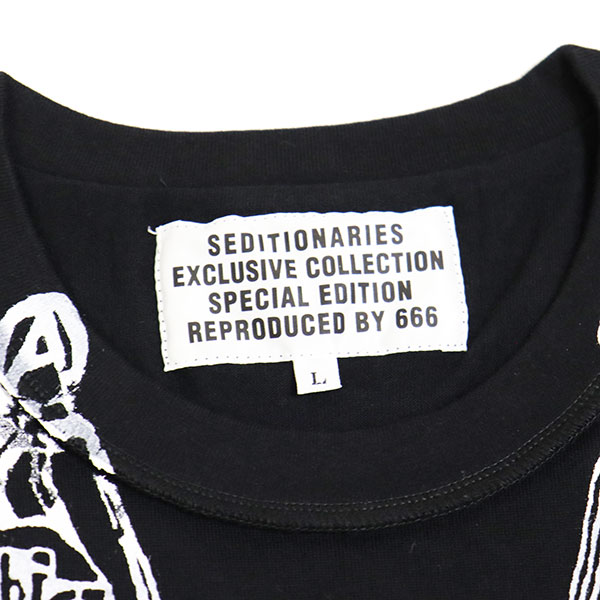 SEDITIONARIES
EXCLUSIVE COLLECTION
SPECIAL EDITION
REPRODUCED BY 666
L
A